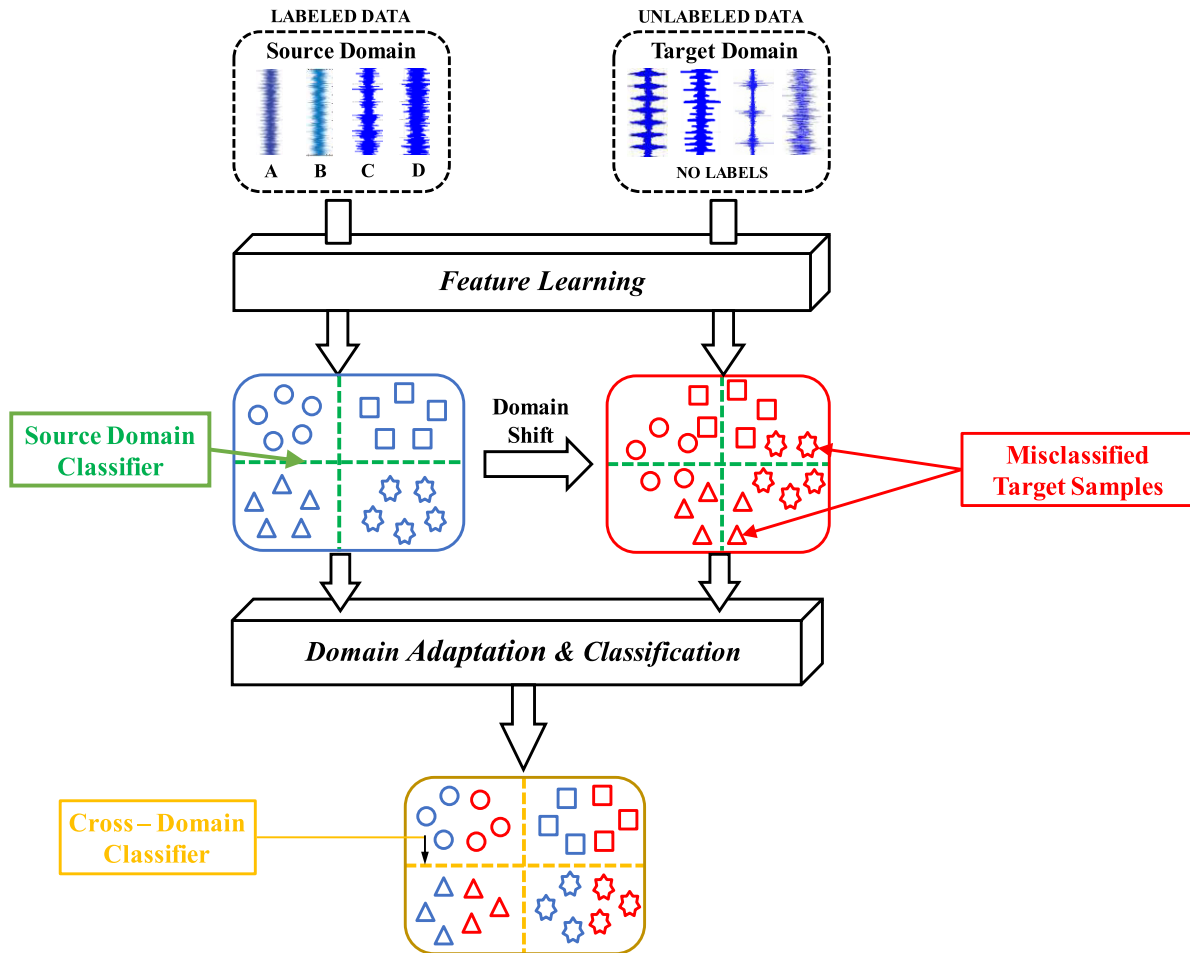 LABELED DATA
Source Domain
A B C D
UNLABELED DATA
Target Domain
NO LABELS
Feature Learning
Source Domain
Classifier
Domain
Shift
Misclassified
Target Samples
Domain Adaptation & Classification
Cross – Domain
Classifier